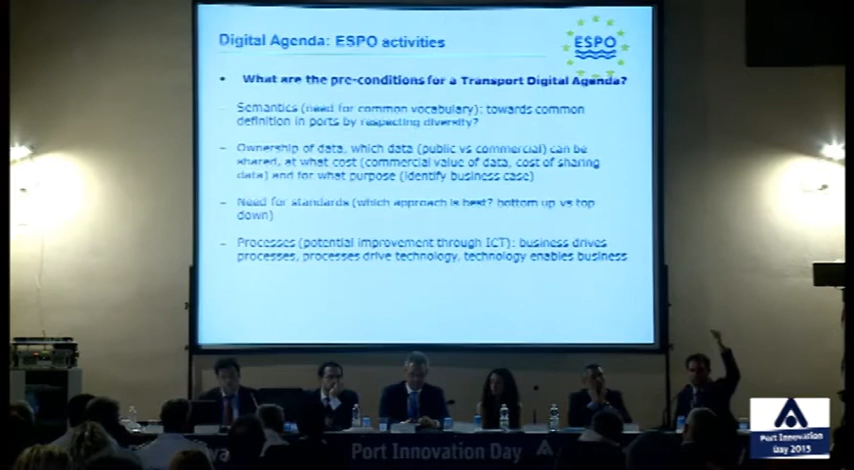 Digital Agenda: ESPO activities
ESPO
• What are the pre-conditions for a Transport Digital Agenda?
– Semantics (need for common vocabulary): towards common
definition in ports by respecting diversity?
– Ownership of data, which data (public vs commercial) can be
shared, at what cost (commercial value of data, cost of sharing
data) and for what purpose (identify business case)
– Need for standards (which approach is best? bottom up vs top
down)
– Processes (potential improvement through ICT): business drives
processes, processes drive technology, technology enables business
Port Innovation Day
Port Innovation
Day 2015